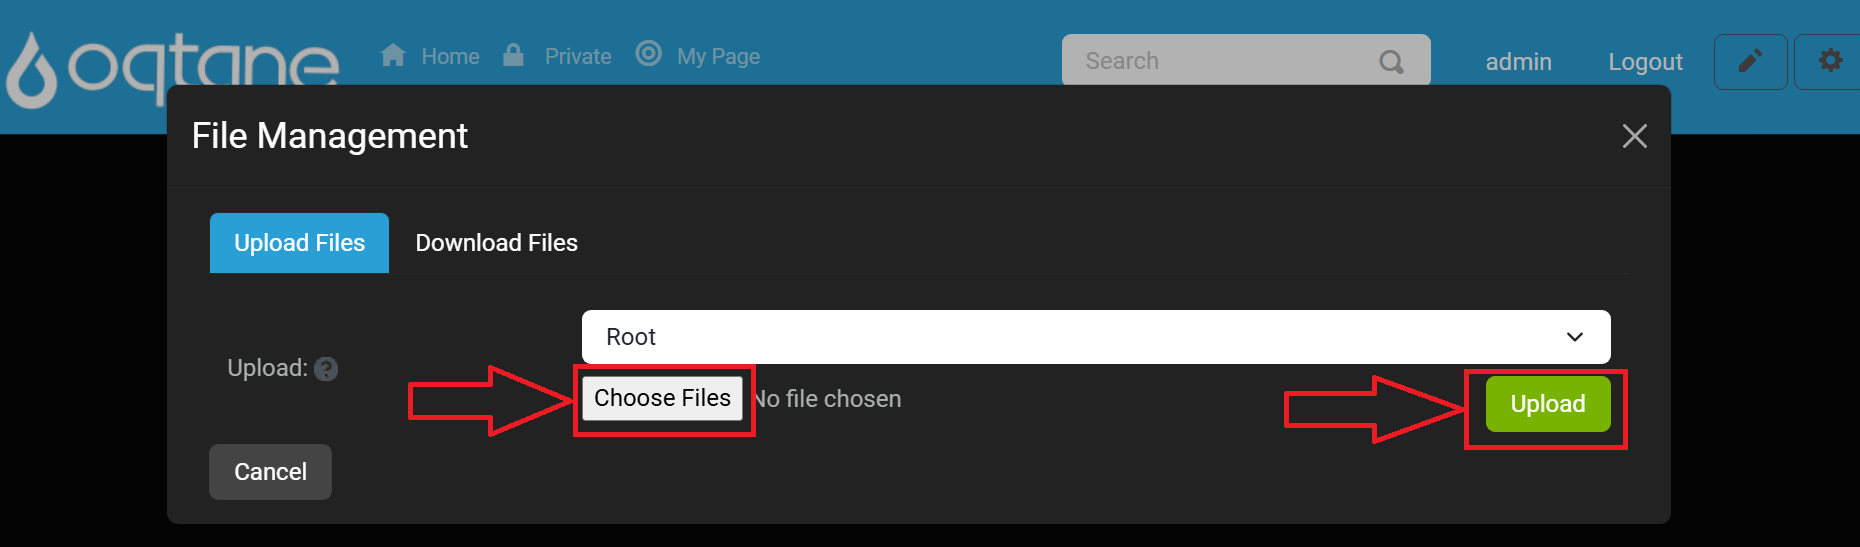 oqtane
Home Private My Page
Search
admin Logout
File Management
Upload Files Download Files
Root
Upload: ?
Choose Files No file chosen
Upload
Cancel